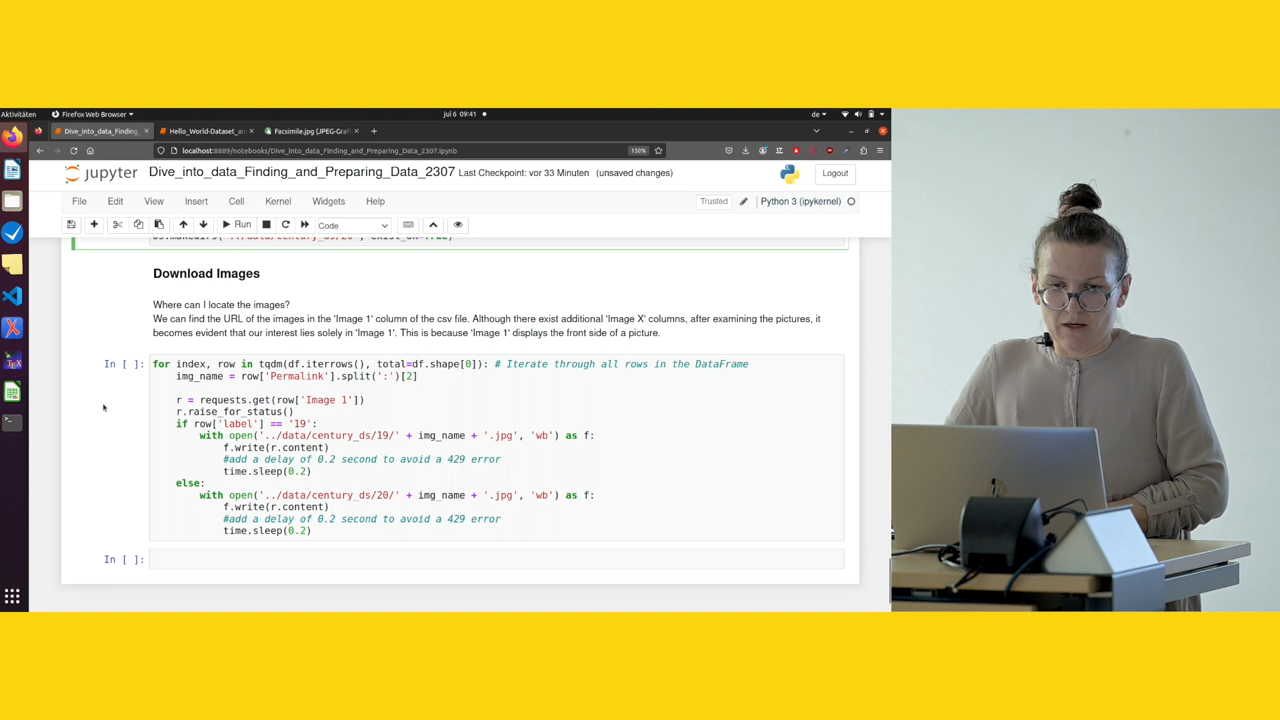 Aktivitäten Firefox Web Browser Jul 6 09:41 de
Dive_into_data_Finding_ × Hello_World-Dataset_an × Facsimile.jpg (JPEG-Graf × +
localhost:8889/notebooks/Dive_into_data_Finding_and_Preparing_Data_2307.ipynb 150%
jupyter Dive_into_data_Finding_and_Preparing_Data_2307 Last Checkpoint: vor 33 Minuten (unsaved changes) Logout
File Edit View Insert Cell Kernel Widgets Help Trusted Python 3 (ipykernel)
Run Code
Download Images
Where can I locate the images?
We can find the URL of the images in the 'Image 1' column of the csv file. Although there exist additional 'Image X' columns, after examining the pictures, it
becomes evident that our interest lies solely in 'Image 1'. This is because 'Image 1' displays the front side of a picture.
In [ ]: for index, row in tqdm(df.iterrows(), total=df.shape[0]): # Iterate through all rows in the DataFrame
img_name = row['Permalink'].split(':')[2]
r = requests.get(row['Image 1'])
r.raise_for_status()
if row['label'] == '19':
with open('../data/century_ds/19/' + img_name + '.jpg', 'wb') as f:
f.write(r.content)
#add a delay of 0.2 second to avoid a 429 error
time.sleep(0.2)
else:
with open('../data/century_ds/20/' + img_name + '.jpg', 'wb') as f:
f.write(r.content)
#add a delay of 0.2 second to avoid a 429 error
time.sleep(0.2)
In [ ]: